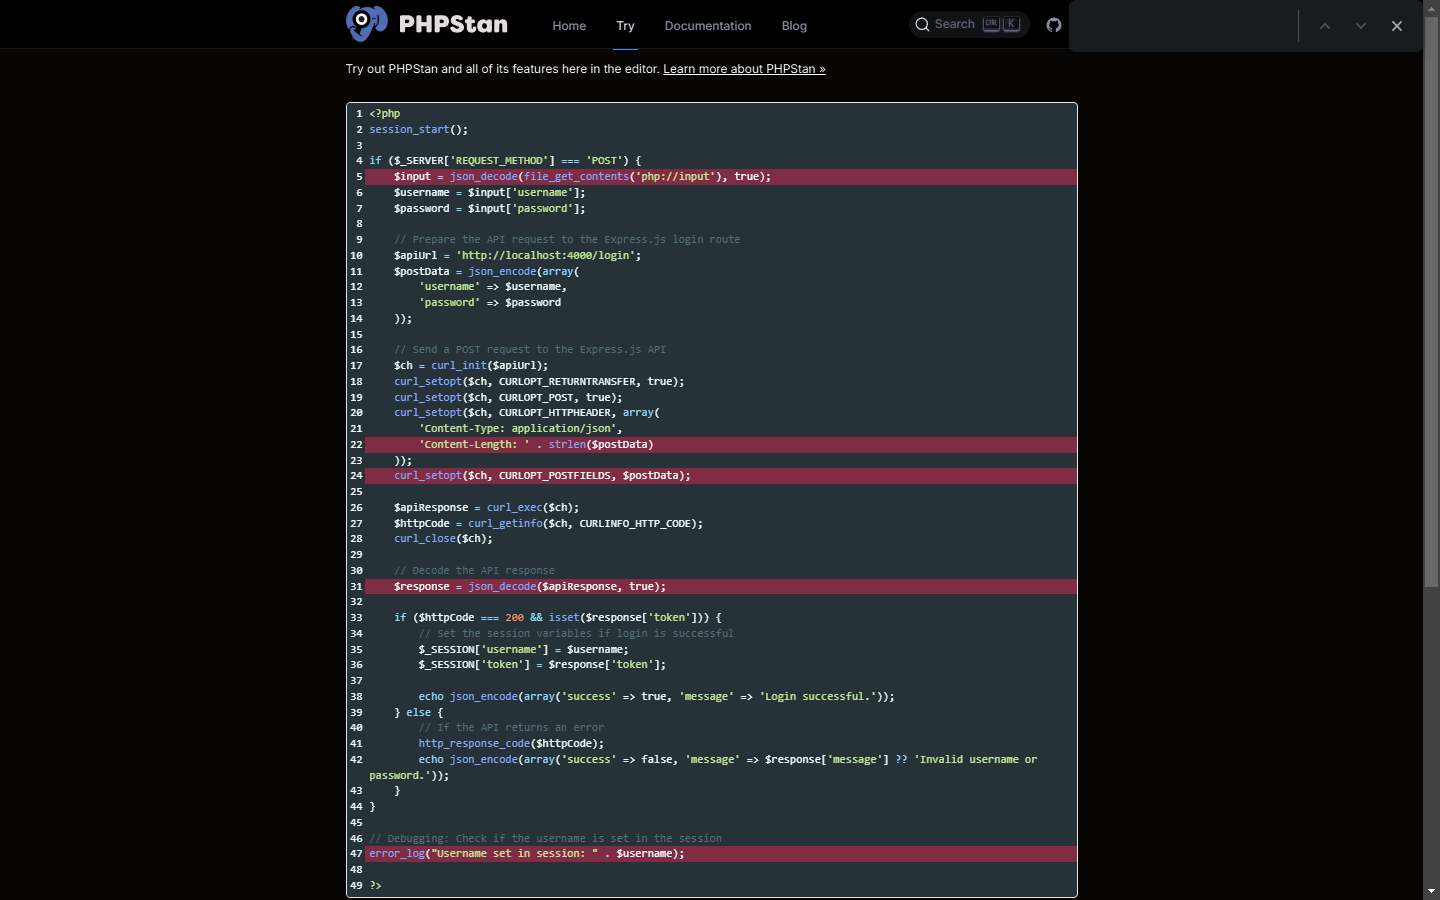 PHPStan
Home
Try
Documentation
Blog
Search
CTRL K
Try out PHPStan and all of its features here in the editor. Learn more about PHPStan »
1 <?php
2 session_start();
3
4 if ($_SERVER['REQUEST_METHOD'] === 'POST') {
5     $input = json_decode(file_get_contents('php://input'), true);
6     $username = $input['username'];
7     $password = $input['password'];
8
9     // Prepare the API request to the Express.js login route
10     $apiUrl = 'http://localhost:4000/login';
11     $postData = json_encode(array(
12         'username' => $username,
13         'password' => $password
14     ));
15
16     // Send a POST request to the Express.js API
17     $ch = curl_init($apiUrl);
18     curl_setopt($ch, CURLOPT_RETURNTRANSFER, true);
19     curl_setopt($ch, CURLOPT_POST, true);
20     curl_setopt($ch, CURLOPT_HTTPHEADER, array(
21         'Content-Type: application/json',
22         'Content-Length: ' . strlen($postData)
23     ));
24     curl_setopt($ch, CURLOPT_POSTFIELDS, $postData);
25
26     $apiResponse = curl_exec($ch);
27     $httpCode = curl_getinfo($ch, CURLINFO_HTTP_CODE);
28     curl_close($ch);
29
30     // Decode the API response
31     $response = json_decode($apiResponse, true);
32
33     if ($httpCode === 200 && isset($response['token'])) {
34         // Set the session variables if login is successful
35         $_SESSION['username'] = $username;
36         $_SESSION['token'] = $response['token'];
37
38         echo json_encode(array('success' => true, 'message' => 'Login successful.'));
39     } else {
40         // If the API returns an error
41         http_response_code($httpCode);
42         echo json_encode(array('success' => false, 'message' => $response['message'] ?? 'Invalid username or
password.'));
43     }
44 }
45
46 // Debugging: Check if the username is set in the session
47 error_log("Username set in session: " . $username);
48
49 ?>